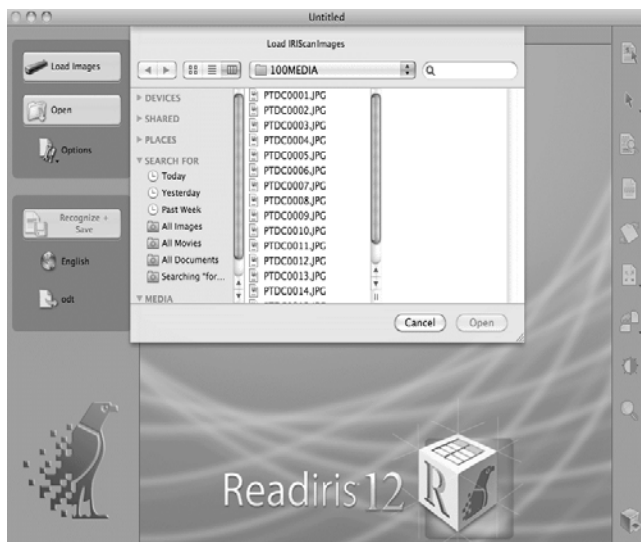 Untitled
Load IRIScan Images
100MEDIA
Load Images
Open
Options
Recognize +
Save
English
odt
DEVICES
SHARED
PLACES
SEARCH FOR
Today
Yesterday
Past Week
All Images
All Movies
All Documents
Searching "for...
MEDIA
PTDC0001.JPG
PTDC0002.JPG
PTDC0003.JPG
PTDC0004.JPG
PTDC0005.JPG
PTDC0006.JPG
PTDC0007.JPG
PTDC0008.JPG
PTDC0009.JPG
PTDC0010.JPG
PTDC0011.JPG
PTDC0012.JPG
PTDC0013.JPG
PTDC0014.JPG
Cancel
Open
Readiris 12
R